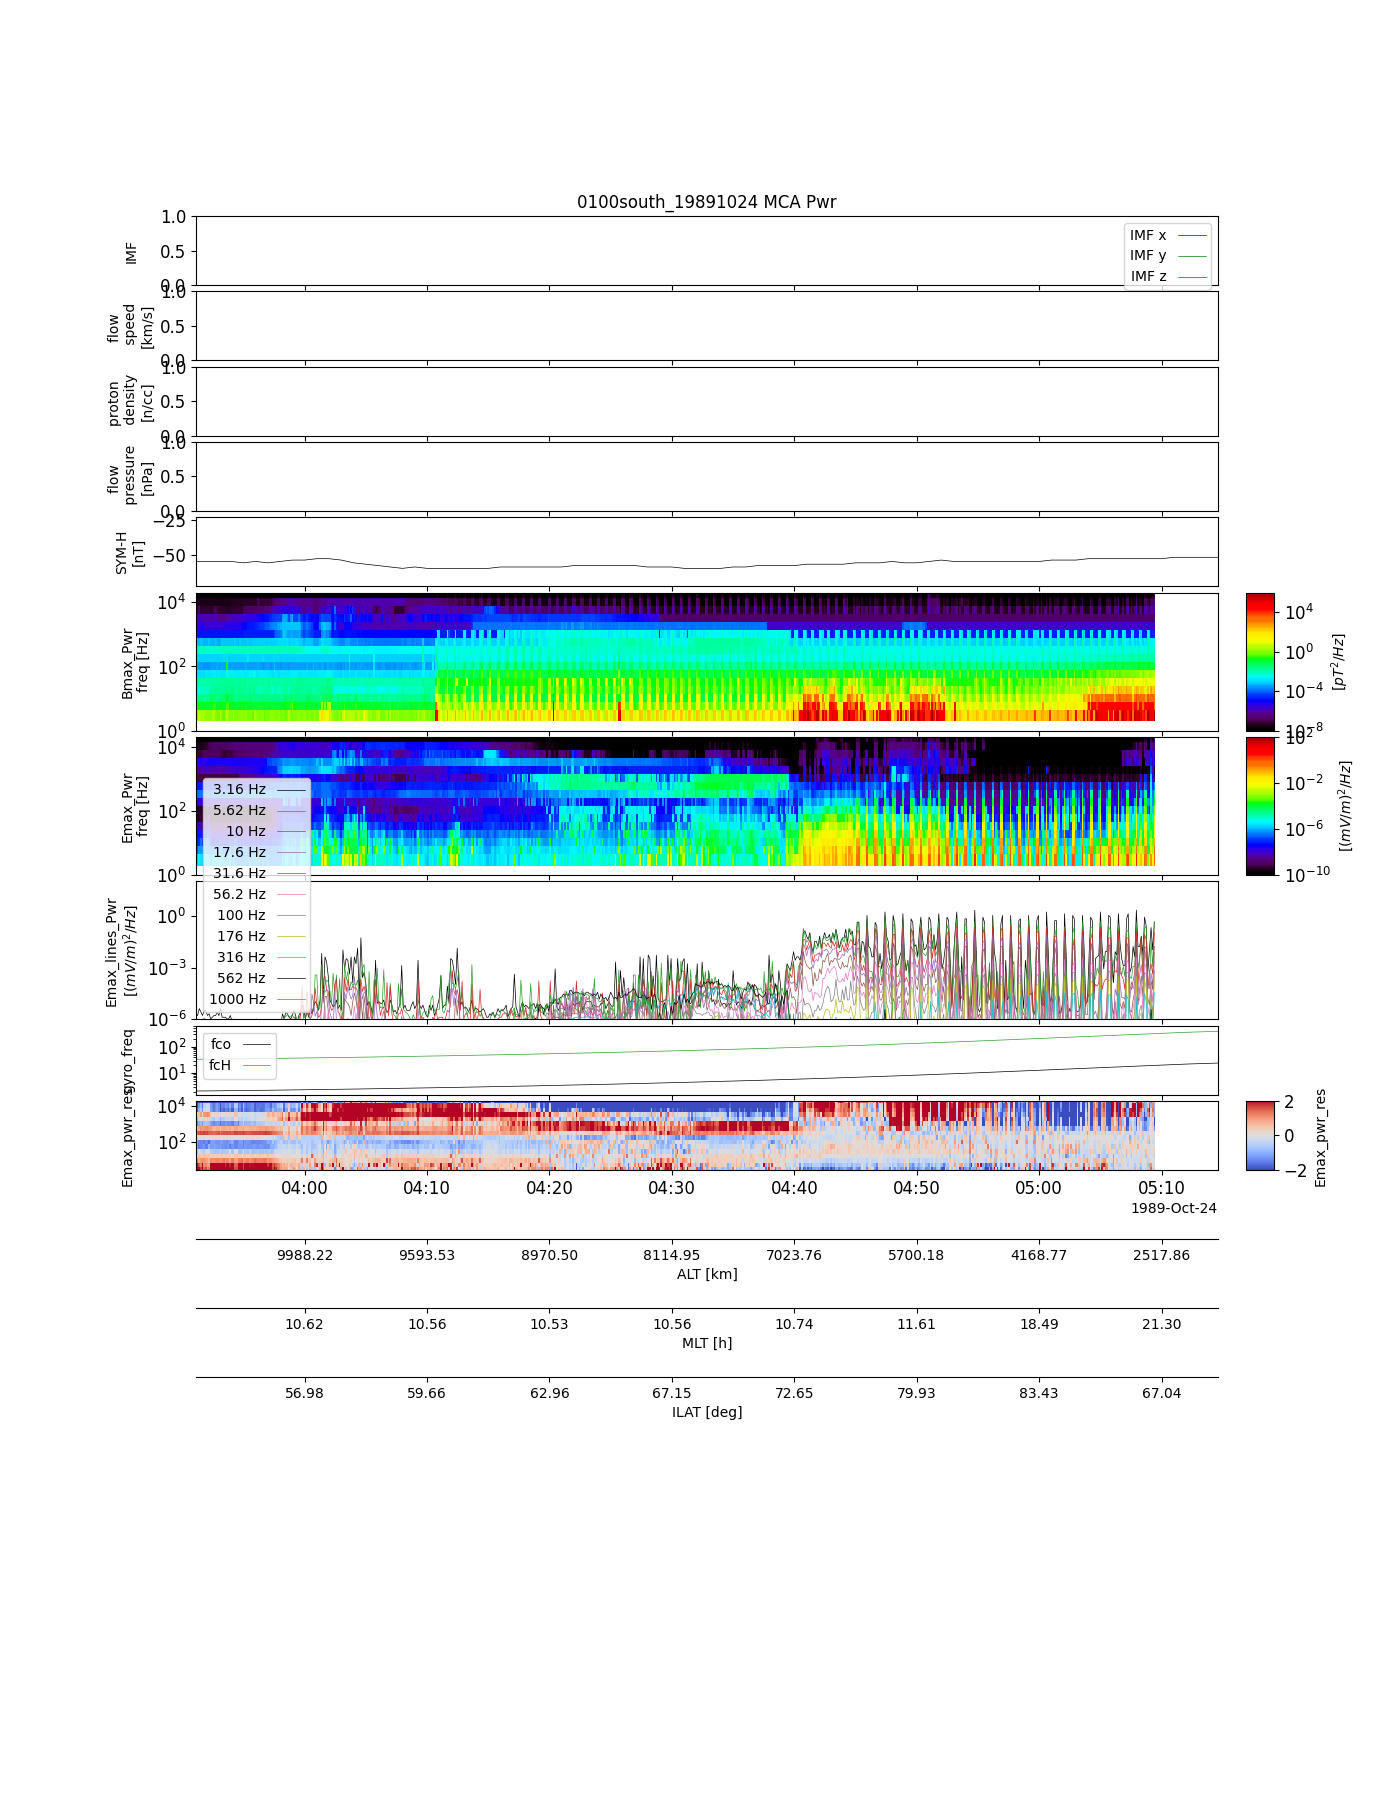 0100south_19891024 MCA Pwr
1.0
0.5
0.0
IMF
IMF x
IMF y
IMF z
1.0
0.5
0.0
flow
speed
[km/s]
1.0
0.5
0.0
proton
density
[n/cc]
1.0
0.5
0.0
flow
pressure
[nPa]
−25
−50
SYM-H
[nT]
10^4
10^2
10^0
Bmax_Pwr
freq [Hz]
10^4
10^0
10^−4
10^−8
[pT^2/Hz]
10^4
10^2
10^0
Emax_Pwr
freq [Hz]
10^2
10^−2
10^−6
10^−10
[(mV/m)^2/Hz]
3.16 Hz
5.62 Hz
10 Hz
17.6 Hz
31.6 Hz
56.2 Hz
100 Hz
176 Hz
316 Hz
562 Hz
1000 Hz
10^0
10^−3
10^−6
Emax_lines_Pwr
[(mV/m)^2/Hz]
10^2
10^1
gyro_freq
fco
fcH
10^4
10^2
Emax_pwr_res
2
0
−2
Emax_pwr_res
04:00 04:10 04:20 04:30 04:40 04:50 05:00 05:10
1989-Oct-24
9988.22 9593.53 8970.50 8114.95 7023.76 5700.18 4168.77 2517.86
ALT [km]
10.62 10.56 10.53 10.56 10.74 11.61 18.49 21.30
MLT [h]
56.98 59.66 62.96 67.15 72.65 79.93 83.43 67.04
ILAT [deg]